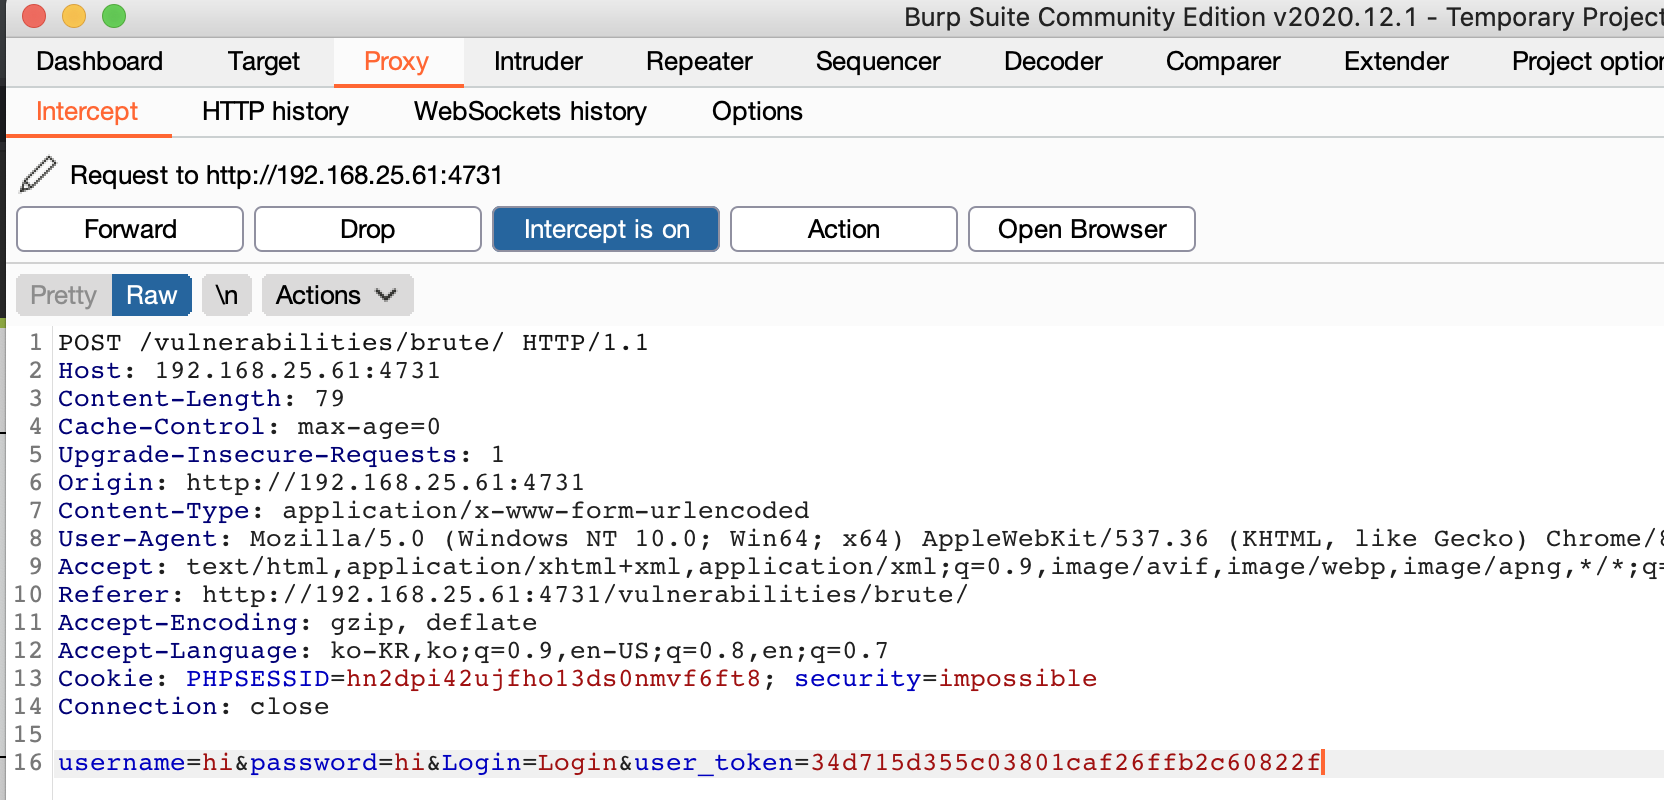 Burp Suite Community Edition v2020.12.1 - Temporary Project
Dashboard Target Proxy Intruder Repeater Sequencer Decoder Comparer Extender Project option
Intercept HTTP history WebSockets history Options
Request to http://192.168.25.61:4731
Forward Drop Intercept is on Action Open Browser
Pretty Raw \n Actions
1 POST /vulnerabilities/brute/ HTTP/1.1
2 Host: 192.168.25.61:4731
3 Content-Length: 79
4 Cache-Control: max-age=0
5 Upgrade-Insecure-Requests: 1
6 Origin: http://192.168.25.61:4731
7 Content-Type: application/x-www-form-urlencoded
8 User-Agent: Mozilla/5.0 (Windows NT 10.0; Win64; x64) AppleWebKit/537.36 (KHTML, like Gecko) Chrome/8
9 Accept: text/html,application/xhtml+xml,application/xml;q=0.9,image/avif,image/webp,image/apng,*/*;q=
10 Referer: http://192.168.25.61:4731/vulnerabilities/brute/
11 Accept-Encoding: gzip, deflate
12 Accept-Language: ko-KR,ko;q=0.9,en-US;q=0.8,en;q=0.7
13 Cookie: PHPSESSID=hn2dpi42ujfho13ds0nmvf6ft8; security=impossible
14 Connection: close
15
16 username=hi&password=hi&Login=Login&user_token=34d715d355c03801caf26ffb2c60822f